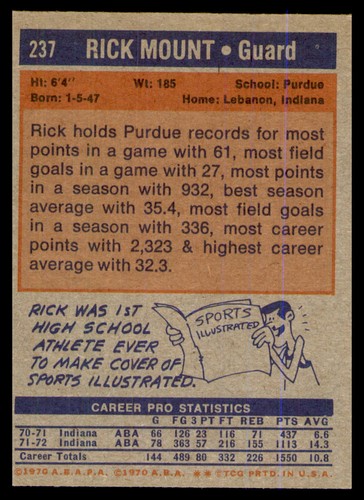 237 RICK MOUNT • Guard
Ht: 6'4" Wt: 185 School: Purdue
Born: 1-5-47 Home: Lebanon, Indiana
Rick holds Purdue records for most
points in a game with 61, most field
goals in a game with 27, most points
in a season with 932, best season
average with 35.4, most field goals
in a season with 336, most career
points with 2,323 & highest career
average with 32.3.
RICK WAS 1ST
HIGH SCHOOL
ATHLETE EVER
TO MAKE COVER OF
SPORTS ILLUSTRATED.
SPORTS
ILLUSTRATED
CAREER PRO STATISTICS
G FG 3PT FT REB PTS AVG
70-71 Indiana ABA 66 126 23 116 71 437 6.6
71-72 Indiana ABA 78 363 57 216 155 1113 14.3
Career Totals 144 489 80 332 226 1550 10.8
©1970 A.B.A.P.A. ©1970 A.B.A. ✱✱ ©TCG PRTD. IN U.S.A.